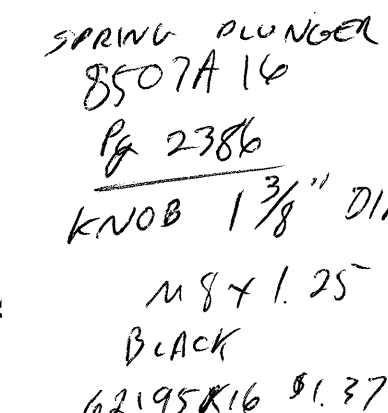 SPRING PLUNGER
8507A16
Pg 2386
KNOB 1 3/8" DIA
M8 x 1.25
BLACK
62195K16 $1.37